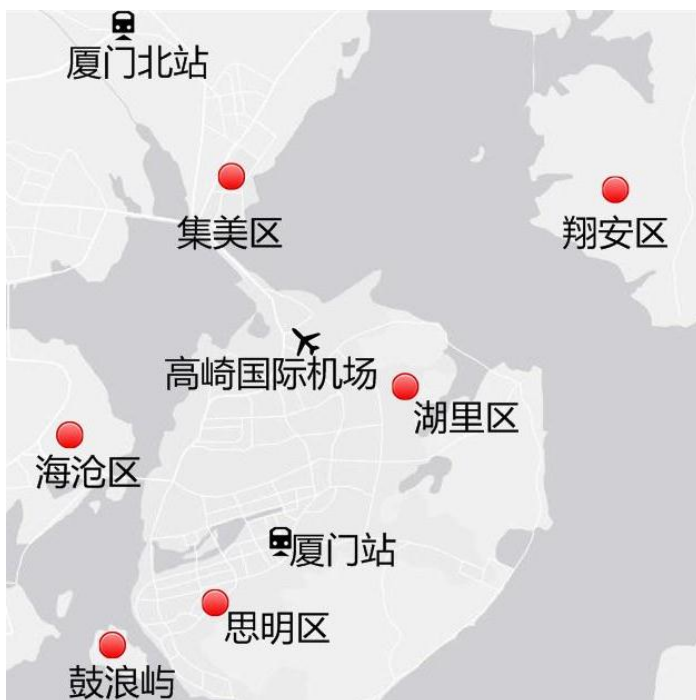 厦门北站
集美区
翔安区
高崎国际机场
湖里区
海沧区
厦门站
思明区
鼓浪屿